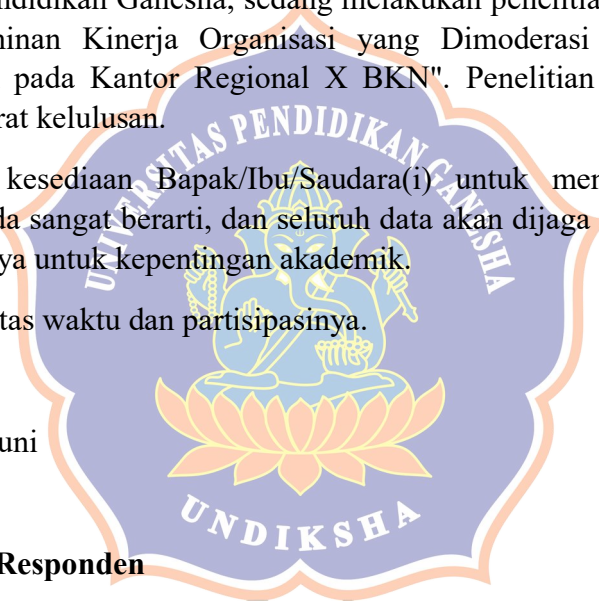 ndidikan Ganesha, sedang melakukan penelitia
ninan Kinerja Organisasi yang Dimoderasi
pada Kantor Regional X BKN". Penelitian
rat kelulusan.
kesediaan Bapak/Ibu/Saudara(i) untuk mer
da sangat berarti, dan seluruh data akan dijaga
ya untuk kepentingan akademik.
tas waktu dan partisipasinya.
uni
Responden
UNIVERSITAS PENDIDIKAN GANESHA
UNDIKSHA